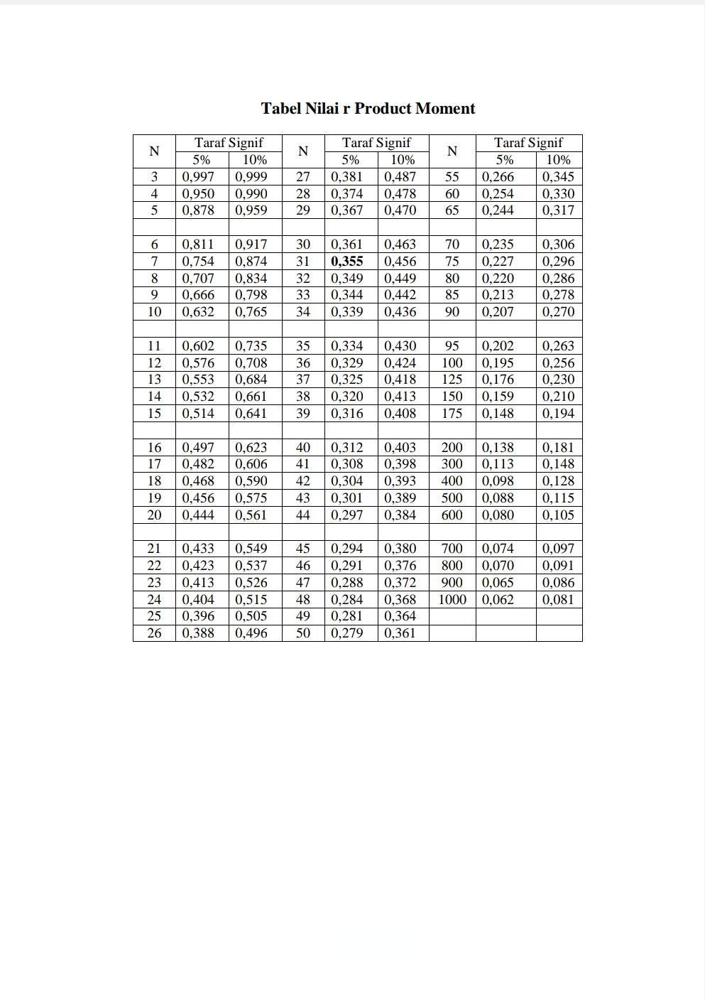 Tabel Nilai r Product Moment
N Taraf Signif N Taraf Signif N Taraf Signif
5% 10% 5% 10% 5% 10%
3 0,997 0,999 27 0,381 0,487 55 0,266 0,345
4 0,950 0,990 28 0,374 0,478 60 0,254 0,330
5 0,878 0,959 29 0,367 0,470 65 0,244 0,317
6 0,811 0,917 30 0,361 0,463 70 0,235 0,306
7 0,754 0,874 31 0,355 0,456 75 0,227 0,296
8 0,707 0,834 32 0,349 0,449 80 0,220 0,286
9 0,666 0,798 33 0,344 0,442 85 0,213 0,278
10 0,632 0,765 34 0,339 0,436 90 0,207 0,270
11 0,602 0,735 35 0,334 0,430 95 0,202 0,263
12 0,576 0,708 36 0,329 0,424 100 0,195 0,256
13 0,553 0,684 37 0,325 0,418 125 0,176 0,230
14 0,532 0,661 38 0,320 0,413 150 0,159 0,210
15 0,514 0,641 39 0,316 0,408 175 0,148 0,194
16 0,497 0,623 40 0,312 0,403 200 0,138 0,181
17 0,482 0,606 41 0,308 0,398 300 0,113 0,148
18 0,468 0,590 42 0,304 0,393 400 0,098 0,128
19 0,456 0,575 43 0,301 0,389 500 0,088 0,115
20 0,444 0,561 44 0,297 0,384 600 0,080 0,105
21 0,433 0,549 45 0,294 0,380 700 0,074 0,097
22 0,423 0,537 46 0,291 0,376 800 0,070 0,091
23 0,413 0,526 47 0,288 0,372 900 0,065 0,086
24 0,404 0,515 48 0,284 0,368 1000 0,062 0,081
25 0,396 0,505 49 0,281 0,364
26 0,388 0,496 50 0,279 0,361